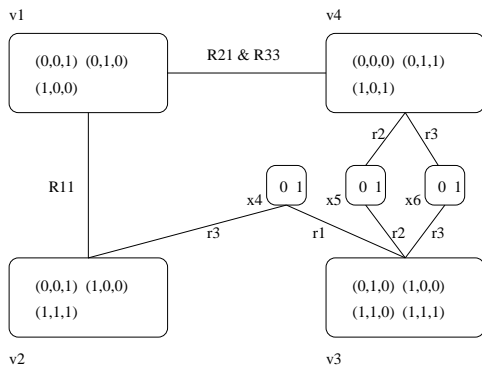 v1
v4
(0,0,1) (0,1,0)
(1,0,0)
R21 & R33
(0,0,0) (0,1,1)
(1,0,1)
r2
r3
R11
0 1
0 1
0 1
x4
x5
x6
r3
r1
r2
r3
(0,0,1) (1,0,0)
(1,1,1)
(0,1,0) (1,0,0)
(1,1,0) (1,1,1)
v2
v3